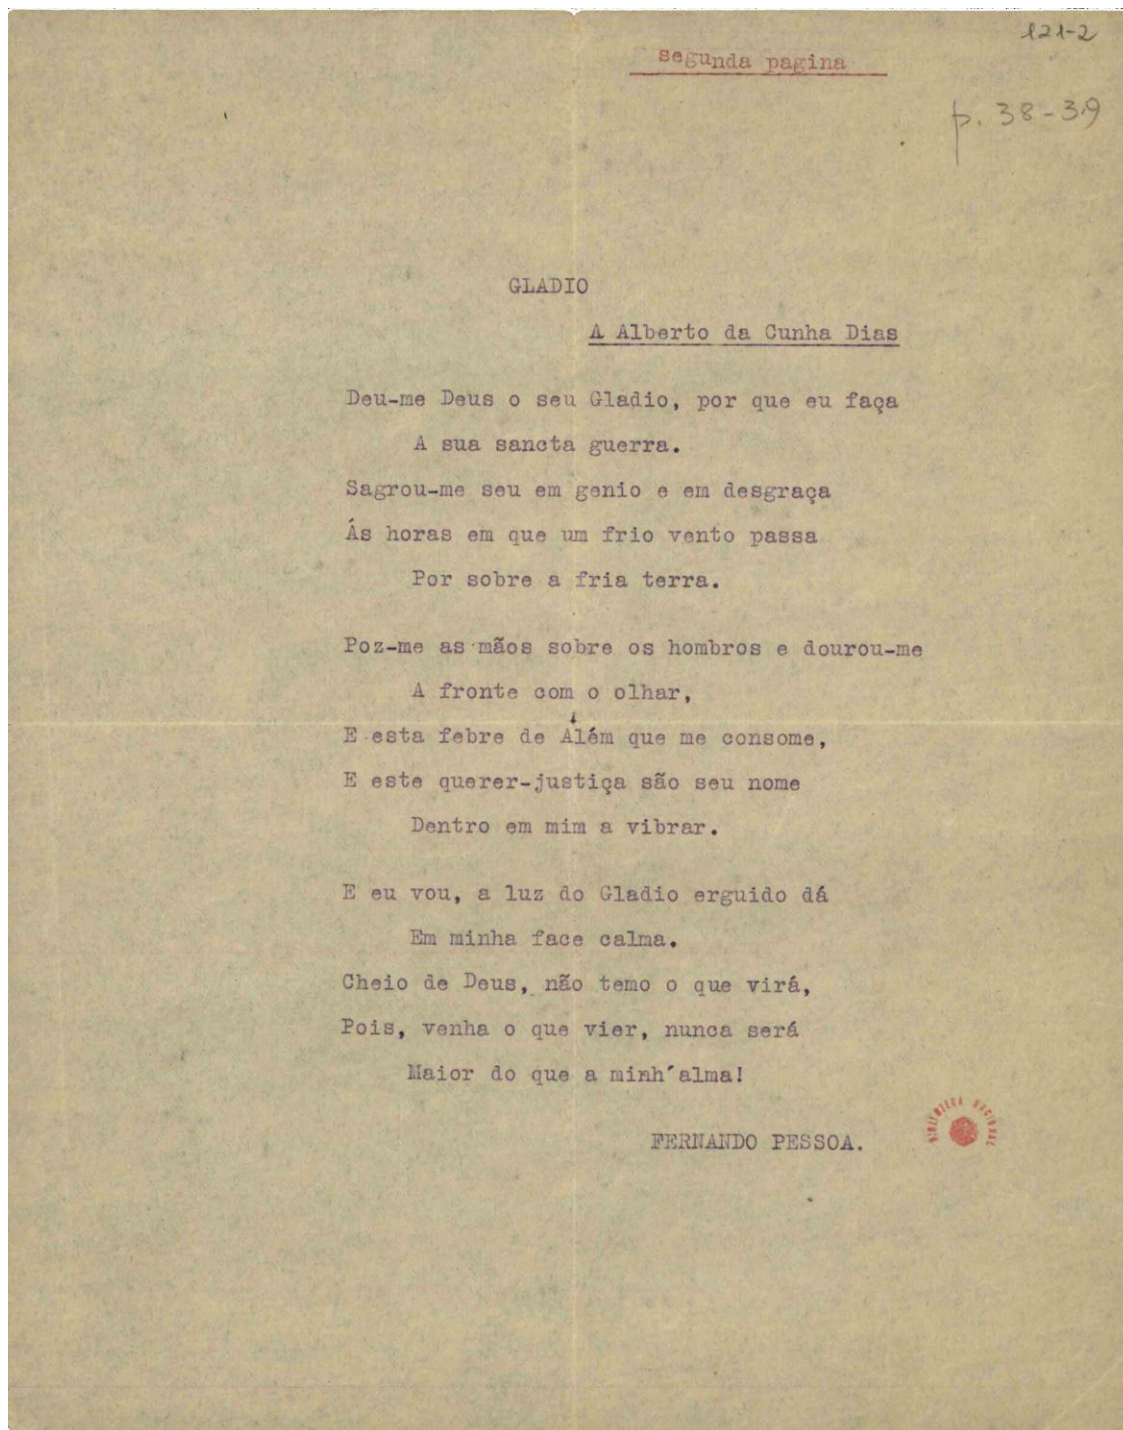 121-2
segunda pagina
p. 38-39
GLADIO
A Alberto da Cunha Dias
Deu-me Deus o seu Gladio, por que eu faça
A sua sancta guerra.
Sagrou-me seu em genio e em desgraça
Ás horas em que um frio vento passa
Por sobre a fria terra.
Poz-me as mãos sobre os hombros e dourou-me
A fronte com o olhar,
E esta febre de Além que me consome,
E este querer-justiça são seu nome
Dentro em mim a vibrar.
E eu vou, a luz do Gladio erguido dá
Em minha face calma.
Cheio de Deus, não temo o que virá,
Pois, venha o que vier, nunca será
Maior do que a minh´alma!
FERNANDO PESSOA.
BIBLIOTECA NACIONAL